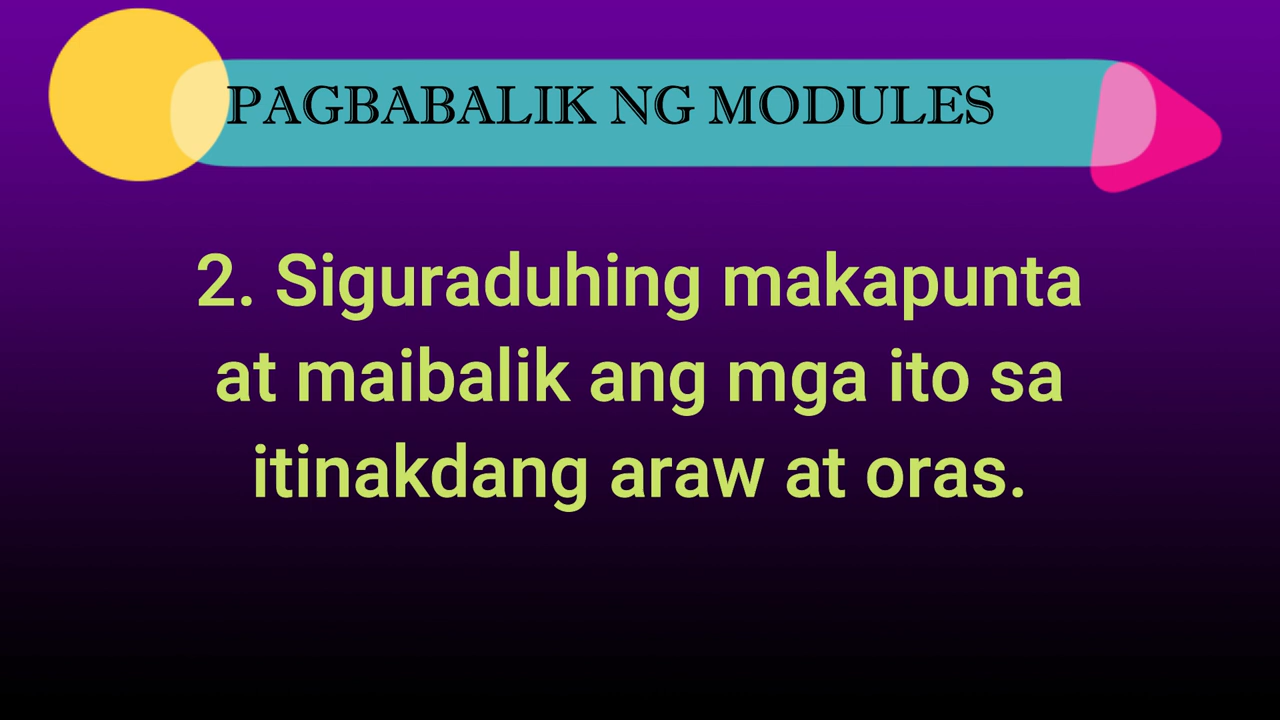 PAGBABALIK NG MODULES
2. Siguraduhing makapunta
at maibalik ang mga ito sa
itinakdang araw at oras.